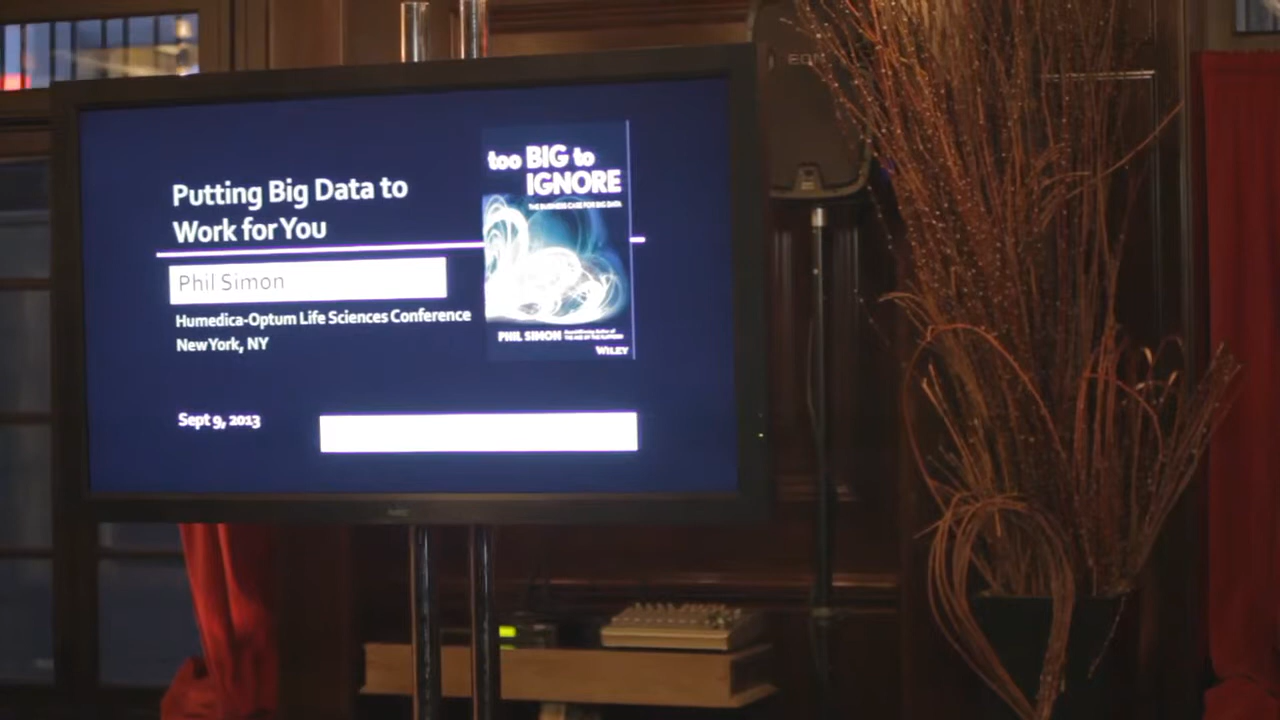 Putting Big Data to
Work for You
Phil Simon
Humedica-Optum Life Sciences Conference
New York, NY
Sept 9, 2013
too BIG to
IGNORE
THE BUSINESS CASE FOR BIG DATA
PHIL SIMON
WILEY